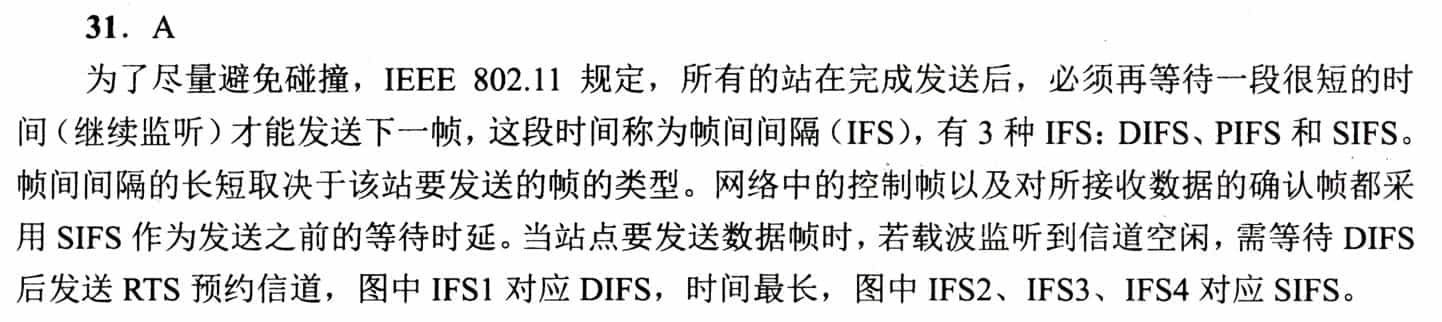 31. A
为了尽量避免碰撞，IEEE 802.11 规定，所有的站在完成发送后，必须再等待一段很短的时
间（继续监听）才能发送下一帧，这段时间称为帧间间隔（IFS），有 3 种 IFS：DIFS、PIFS 和 SIFS。
帧间间隔的长短取决于该站要发送的帧的类型。网络中的控制帧以及对所接收数据的确认帧都采
用 SIFS 作为发送之前的等待时延。当站点要发送数据帧时，若载波监听到信道空闲，需等待 DIFS
后发送 RTS 预约信道，图中 IFS1 对应 DIFS，时间最长，图中 IFS2、IFS3、IFS4 对应 SIFS。